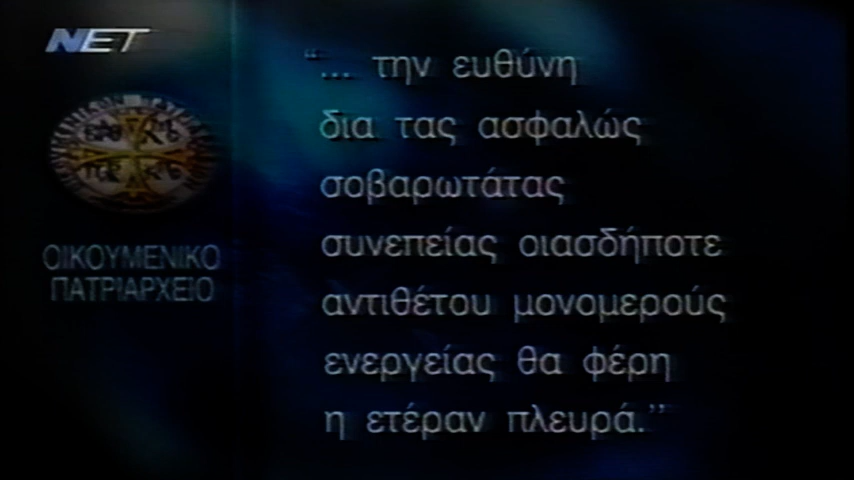 NET
ΟΙΚΟΥΜΕΝΙΚΟ
ΠΑΤΡΙΑΡΧΕΙΟ
“... την ευθύνη
δια τας ασφαλώς
σοβαρωτάτας
συνεπείας οιασδήποτε
αντιθέτου μονομερούς
ενεργείας θα φέρη
η ετέραν πλευρά.”